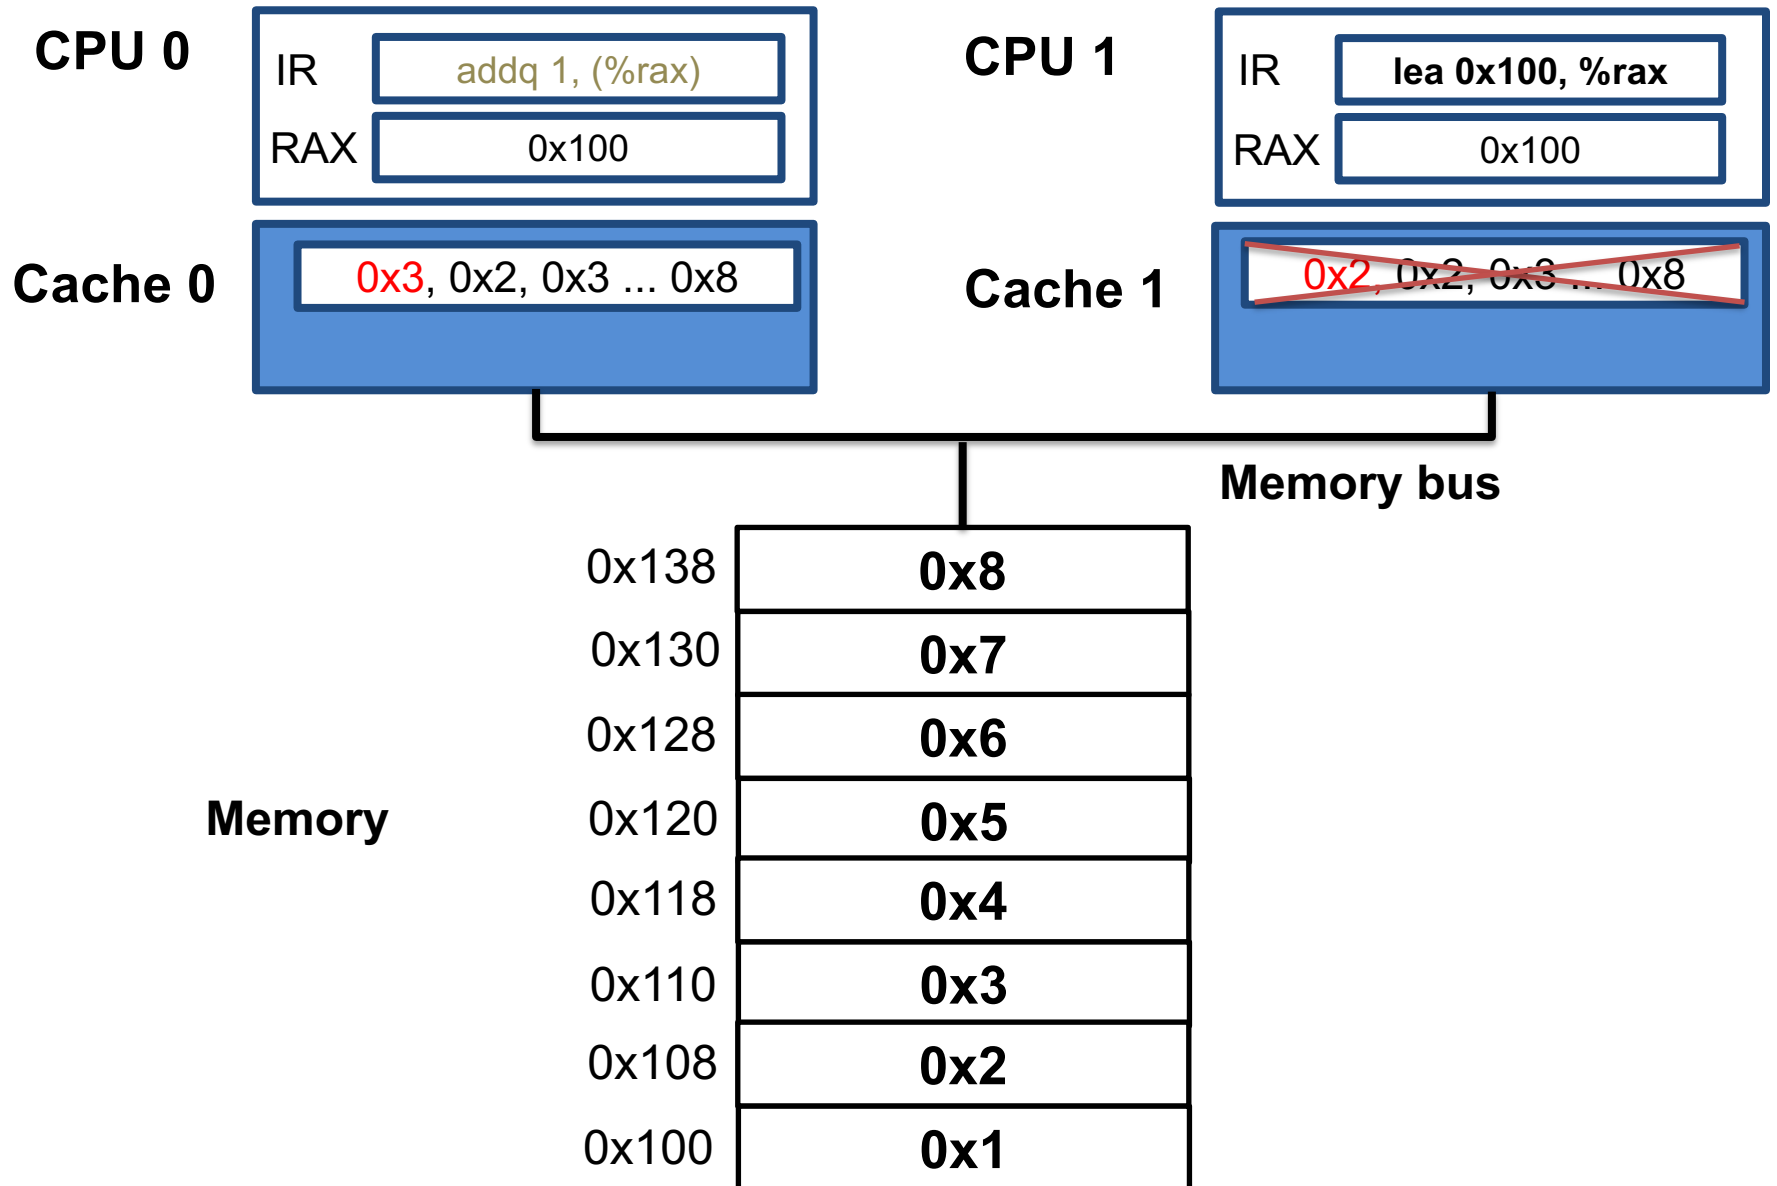 CPU 0
IR
addq 1, (%rax)
RAX
0x100
CPU 1
IR
lea 0x100, %rax
RAX
0x100
Cache 0
0x3, 0x2, 0x3 ... 0x8
Cache 1
0x2, 0x2, 0x3 ... 0x8
Memory bus
Memory
0x138
0x8
0x130
0x7
0x128
0x6
0x120
0x5
0x118
0x4
0x110
0x3
0x108
0x2
0x100
0x1